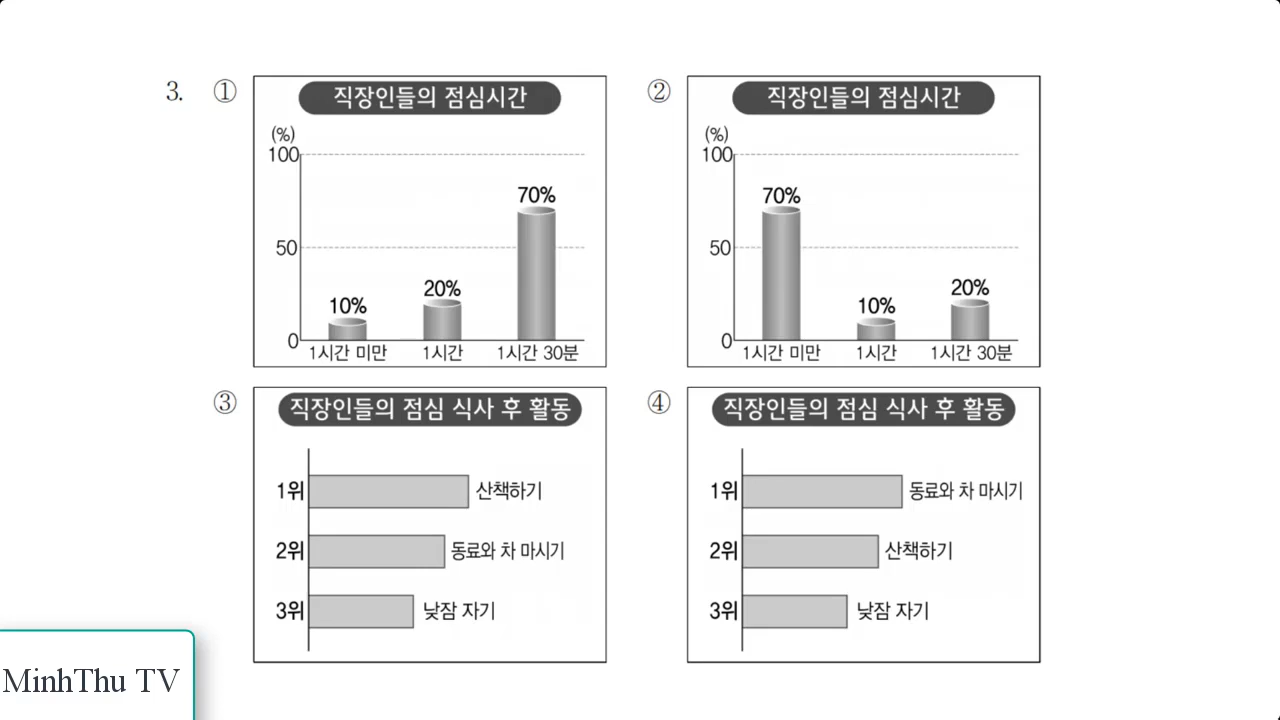 3. ① 직장인들의 점심시간
(%)
100
50
0
10%
20%
70%
1시간 미만 1시간 1시간 30분
② 직장인들의 점심시간
(%)
100
50
0
70%
10%
20%
1시간 미만 1시간 1시간 30분
③ 직장인들의 점심 식사 후 활동
1위 산책하기
2위 동료와 차 마시기
3위 낮잠 자기
④ 직장인들의 점심 식사 후 활동
1위 동료와 차 마시기
2위 산책하기
3위 낮잠 자기
MinhThu TV